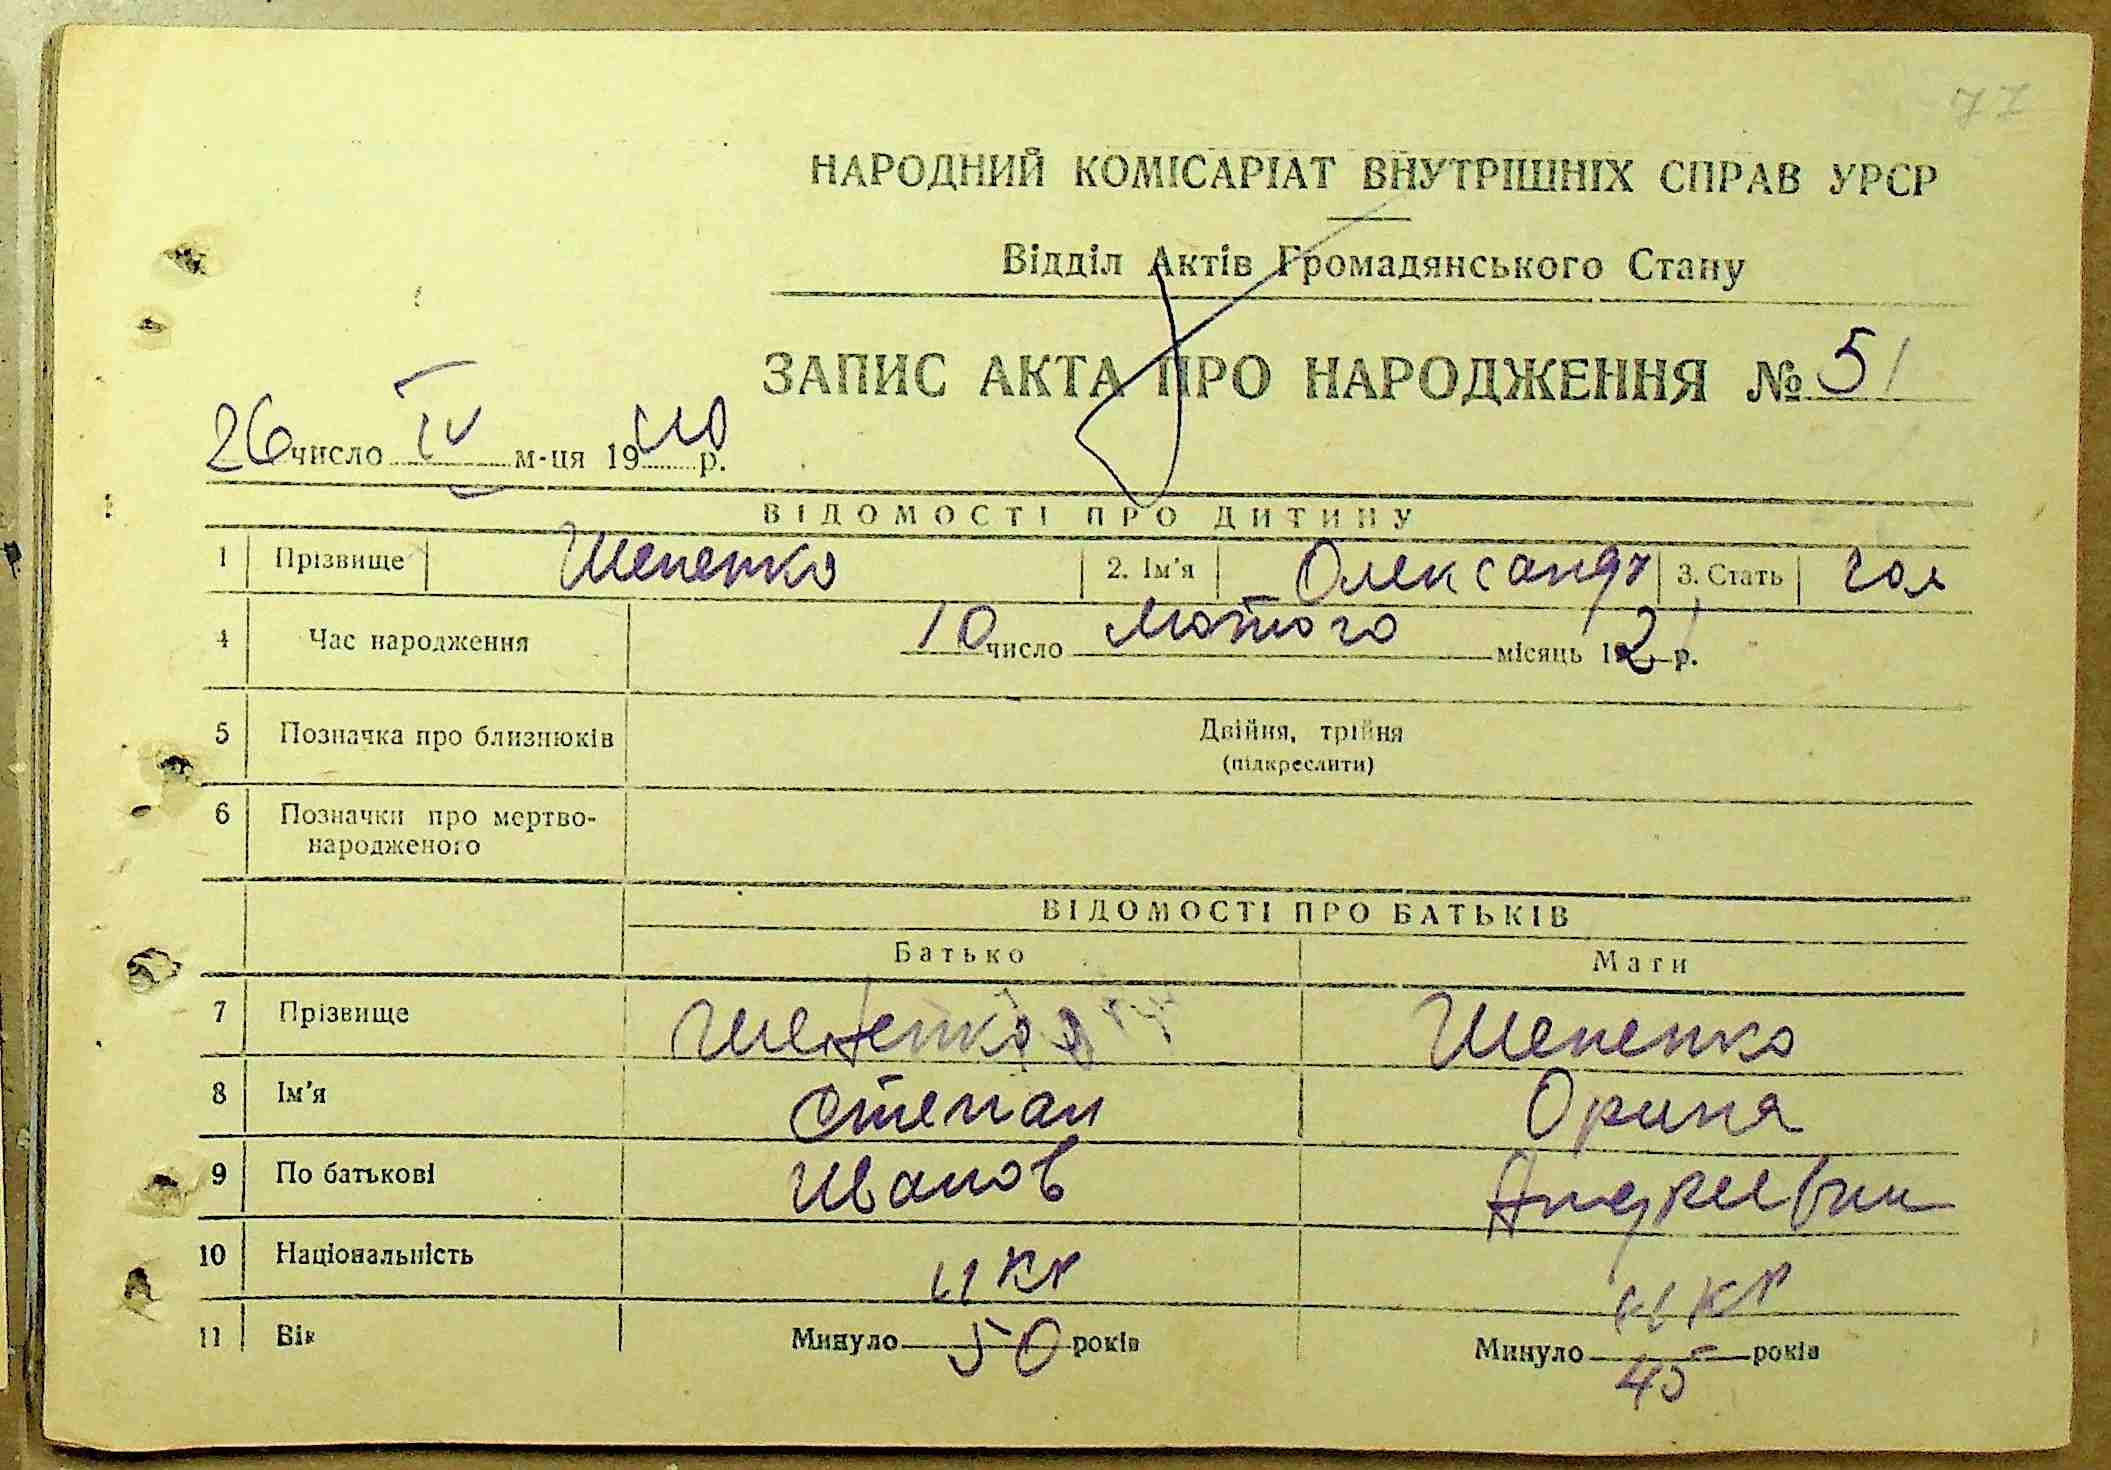 77
НАРОДНИЙ КОМІСАРІАТ ВНУТРІШНІХ СПРАВ УРСР
Відділ Актів Громадянського Стану
ЗАПИС АКТА ПРО НАРОДЖЕННЯ № 51
26 число IV м-ця 1940 р.
ВІДОМОСТІ ПРО ДИТИНУ
1 Прізвище Шепенко 2. Ім'я Олександр 3. Стать чол
4 Час народження 10 число Лютого місяць 1921 р.
5 Позначка про близнюків Двійня, трійня
(підкреслити)
6 Позначки про мертво-
народженого
ВІДОМОСТІ ПРО БАТЬКІВ
Батько Мати
7 Прізвище Шепенко Шепенко
8 Ім'я Степан Орина
9 По батькові Иванов Андреевни
10 Національність укр укр
11 Вік Минуло 50 років Минуло 45 років